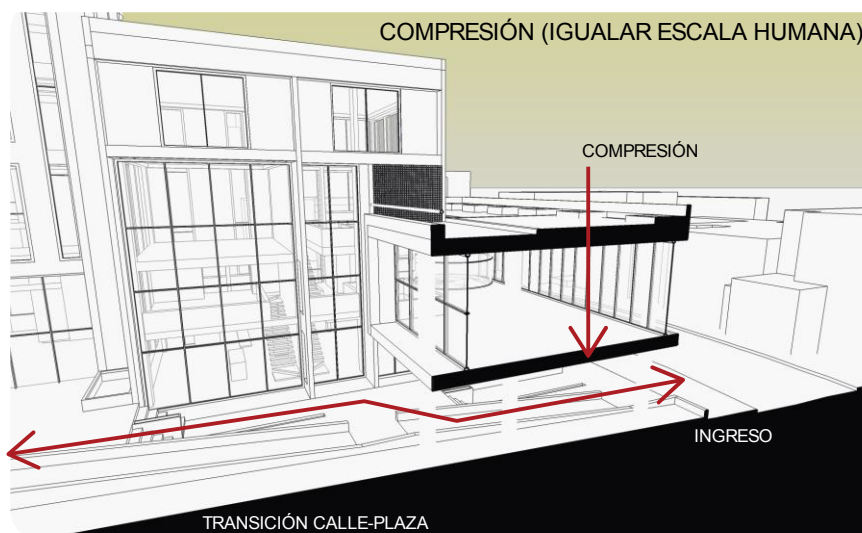 COMPRESIÓN (IGUALAR ESCALA HUMANA)
COMPRESIÓN
INGRESO
TRANSICIÓN CALLE-PLAZA